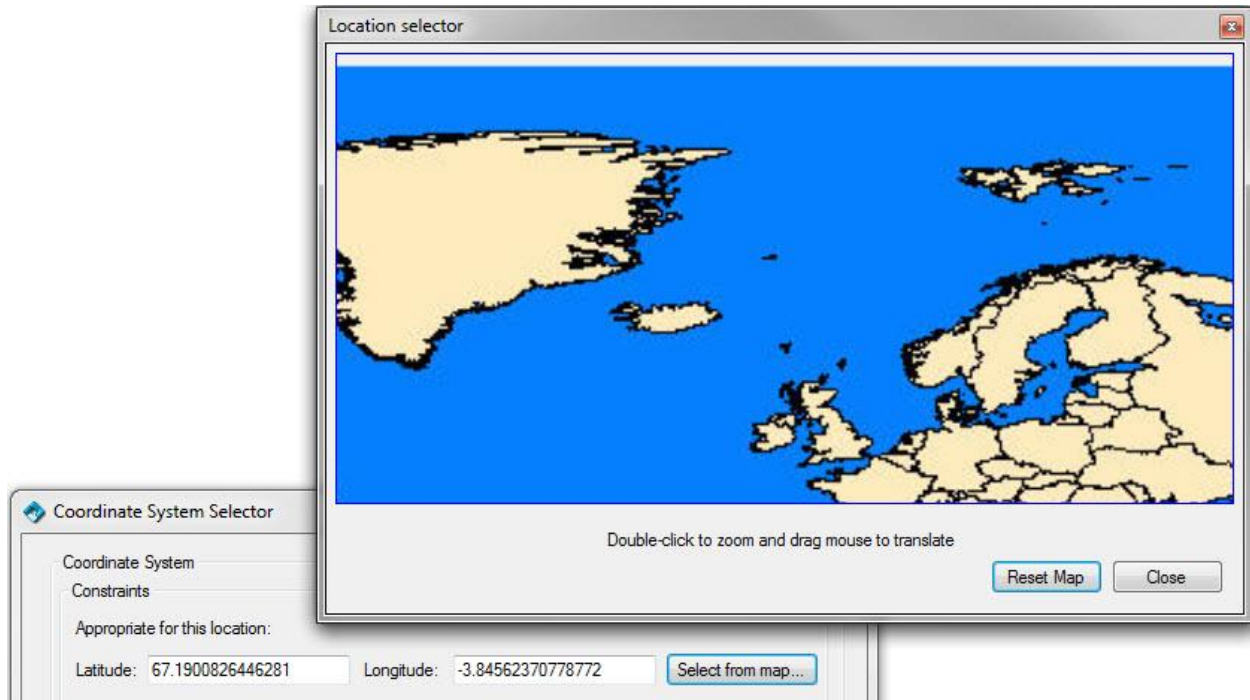 Location selector
Double-click to zoom and drag mouse to translate
Reset Map Close
Coordinate System Selector
Coordinate System
Constraints
Appropriate for this location:
Latitude: 67.1900826446281 Longitude: -3.84562370778772 Select from map...